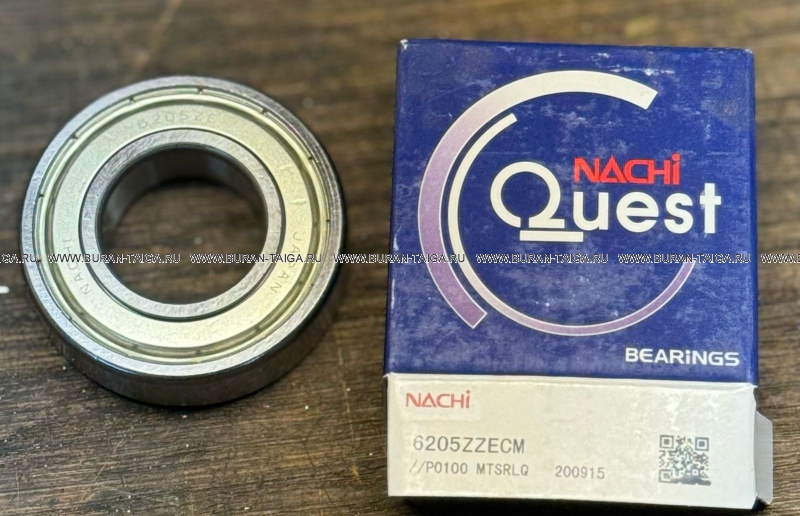 6205ZE
NACHI
JAPAN
NACHi
Quest
WWW.BURAN-TAIGA.RU WWW.BURAN-TAIGA.RU WWW.BURAN-TAIGA.RU WWW.BURAN-TAIGA.RU WWW.BURAN-TAIGA.RU
BEARiNGS
NACHi
6205ZZECM
//P0100 MTSRLQ 200915